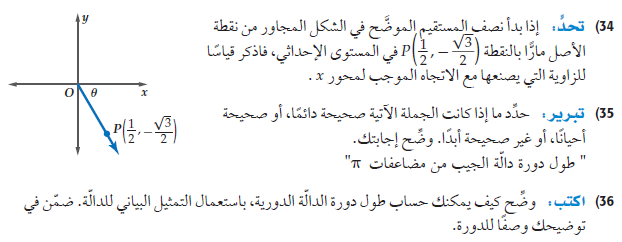 (34 تحدٍّ: إذا بدأ نصف المستقيم الموضَّح في الشكل المجاور من نقطة
الأصل مارًّا بالنقطة P(1/2, −√3/2) في المستوى الإحداثي، فاذكر قياسًا
للزاوية التي يصنعها مع الاتجاه الموجب لمحور x .
y
O θ x
P(1/2, −√3/2)
(35 تبرير: حدِّد ما إذا كانت الجملة الآتية صحيحة دائمًا، أو صحيحة
أحيانًا، أو غير صحيحة أبدًا. وضِّح إجابتك.
" طول دورة دالّة الجيب من مضاعفات π"
(36 اكتب: وضِّح كيف يمكنك حساب طول دورة الدالّة الدورية، باستعمال التمثيل البياني للدالّة. ضمّن في
توضيحك وصفًا للدورة.